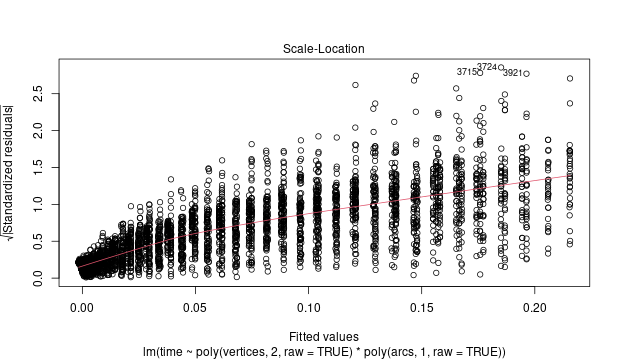 Scale-Location
3724
3715
3921
√|Standardized residuals|
0.0 0.5 1.0 1.5 2.0 2.5
0.00 0.05 0.10 0.15 0.20
Fitted values
lm(time ~ poly(vertices, 2, raw = TRUE) * poly(arcs, 1, raw = TRUE))